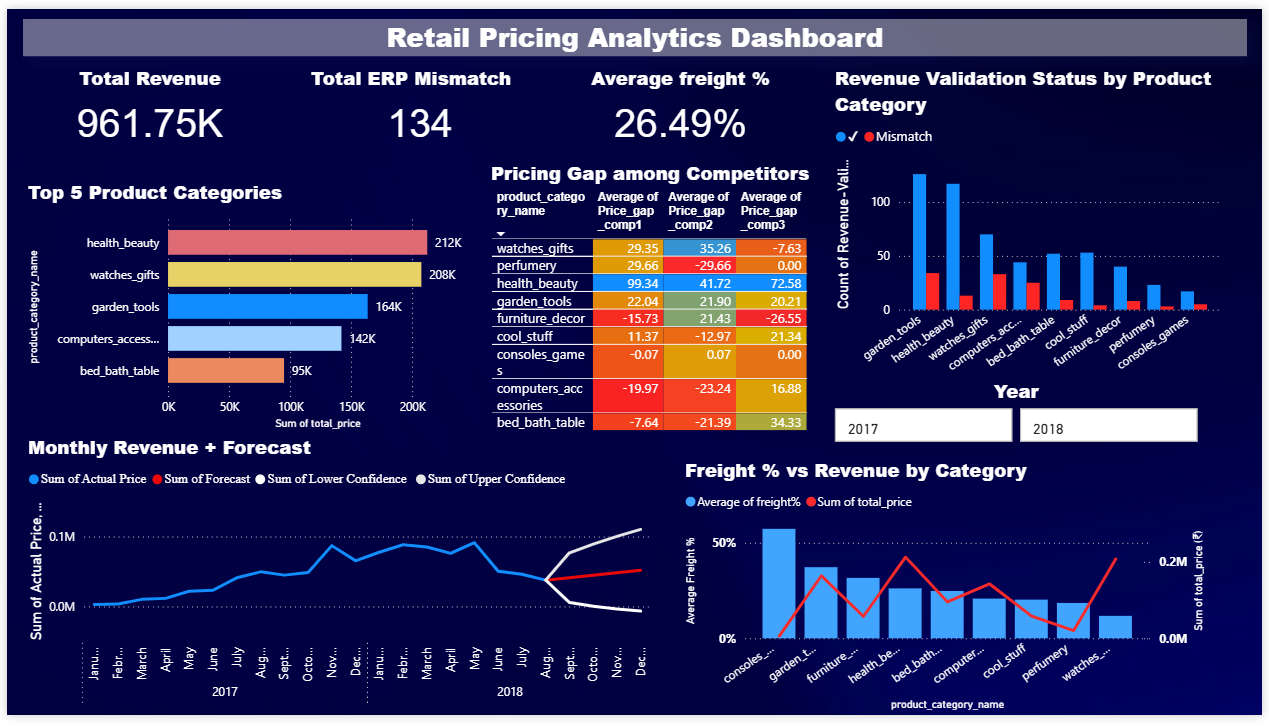 Retail Pricing Analytics Dashboard
Total Revenue
961.75K
Total ERP Mismatch
134
Average freight %
26.49%
Revenue Validation Status by Product
Category
✓ Mismatch
Count of Revenue-Vali...
100
50
0
garden_tools
health_beauty
watches_gifts
computers_acc...
bed_bath_table
cool_stuff
furniture_decor
perfumery
consoles_games
Top 5 Product Categories
product_category_name
health_beauty 212K
watches_gifts 208K
garden_tools 164K
computers_access... 142K
bed_bath_table 95K
0K 50K 100K 150K 200K
Sum of total_price
Pricing Gap among Competitors
product_catego Average of Average of Average of
ry_name Price_gap Price_gap Price_gap
_comp1 _comp2 _comp3
watches_gifts 29.35 35.26 -7.63
perfumery 29.66 -29.66 0.00
health_beauty 99.34 41.72 72.58
garden_tools 22.04 21.90 20.21
furniture_decor -15.73 21.43 -26.55
cool_stuff 11.37 -12.97 21.34
consoles_game -0.07 0.07 0.00
s
computers_acc -19.97 -23.24 16.88
essories
bed_bath_table -7.64 -21.39 34.33
Year
2017 2018
Monthly Revenue + Forecast
Sum of Actual Price Sum of Forecast Sum of Lower Confidence Sum of Upper Confidence
Sum of Actual Price, ...
0.1M
0.0M
Janu... Febr... March April May June July Aug... Sept... Octo... Nov... Dec... Janu... Febr... March April May June July Aug... Sept... Octo... Nov... Dec...
2017 2018
Freight % vs Revenue by Category
Average of freight% Sum of total_price
Average Freight %
50%
0%
Sum of total_price (₹)
0.2M
0.0M
consoles_...
garden_t...
furniture_...
health_be...
bed_bath...
computer...
cool_stuff
perfumery
watches_...
product_category_name